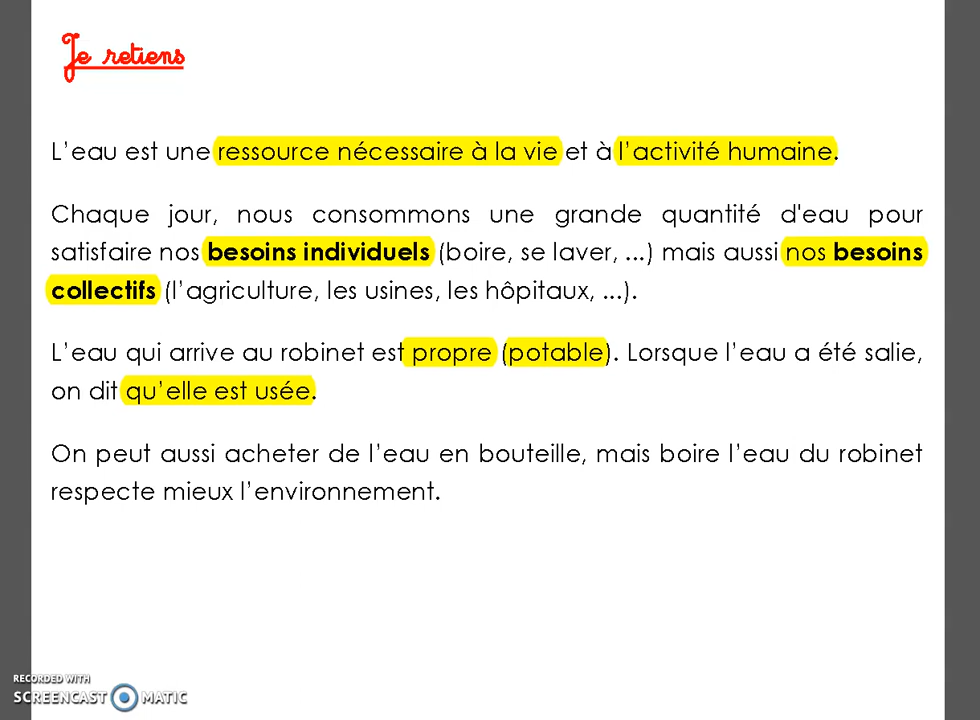 Je retiens
L’eau est une ressource nécessaire à la vie et à l’activité humaine.
Chaque jour, nous consommons une grande quantité d'eau pour
satisfaire nos besoins individuels (boire, se laver, ...) mais aussi nos besoins
collectifs (l’agriculture, les usines, les hôpitaux, ...).
L’eau qui arrive au robinet est propre (potable). Lorsque l’eau a été salie,
on dit qu’elle est usée.
On peut aussi acheter de l’eau en bouteille, mais boire l’eau du robinet
respecte mieux l’environnement.
RECORDED WITH
SCREENCAST MATIC